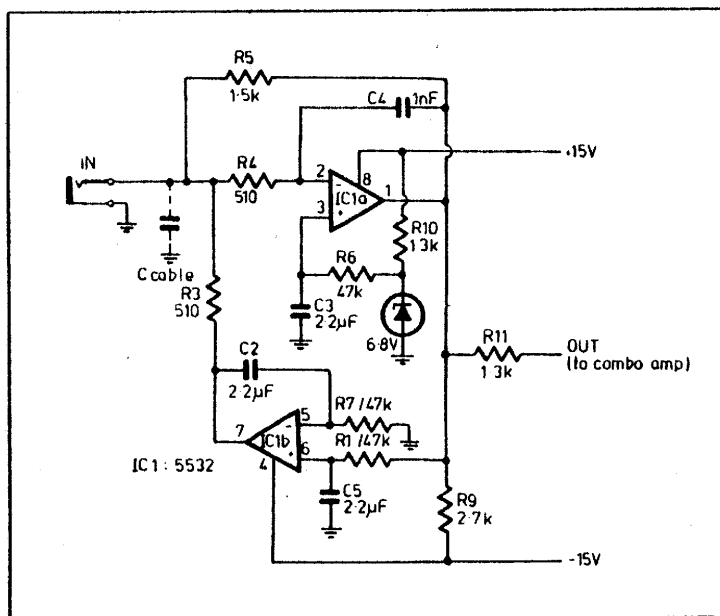 R5
1.5k
C4
1nF
IN
R4
510
2
-
8
+15V
IC1a
1
3
+
R10
1.3k
R6
47k
C cable
R3
510
C3
2.2µF
6.8V
R11
1.3k
OUT
(to combo amp)
C2
2.2µF
R7/47k
5
-
7
IC1b
R1/47k
6
+
4
IC1: 5532
C5
2.2µF
R9
2.7k
-15V